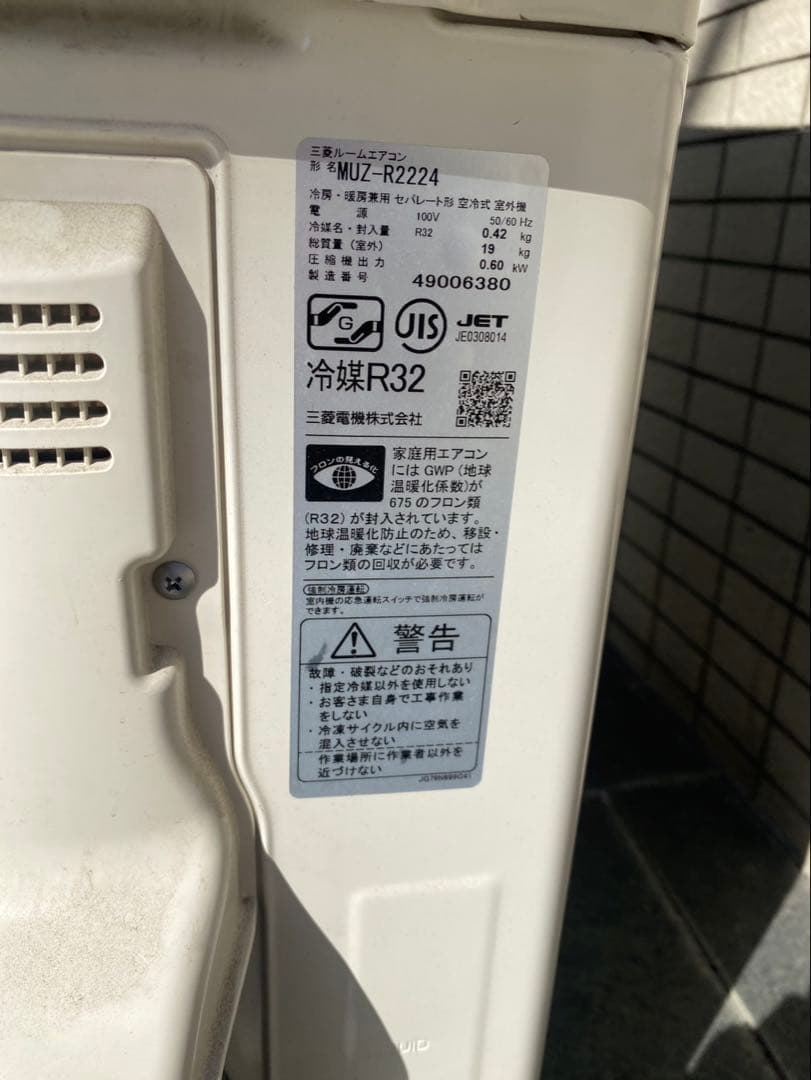 三菱ルームエアコン
形名 MUZ-R2224
冷房・暖房兼用 セパレート形 空冷式 室外機
電源 100V 50/60 Hz
冷媒名・封入量 R32 0.42 kg
総質量（室外） 19 kg
圧縮機出力 0.60 kW
製造番号 49006380
G
JIS
JET
JE0308014
冷媒R32
三菱電機株式会社
フロンの見える化
家庭用エアコン
には GWP（地球
温暖化係数）が
675 のフロン類
（R32）が封入されています。
地球温暖化防止のため、移設・
修理・廃棄などにあたっては
フロン類の回収が必要です。
強制冷房運転
室内機の応急運転スイッチで強制冷房運転が
できます。
警告
故障・破裂などのおそれあり
・指定冷媒以外を使用しない
・お客さま自身で工事作業
をしない
・冷凍サイクル内に空気を
混入させない
作業場所に作業者以外を
近づけない